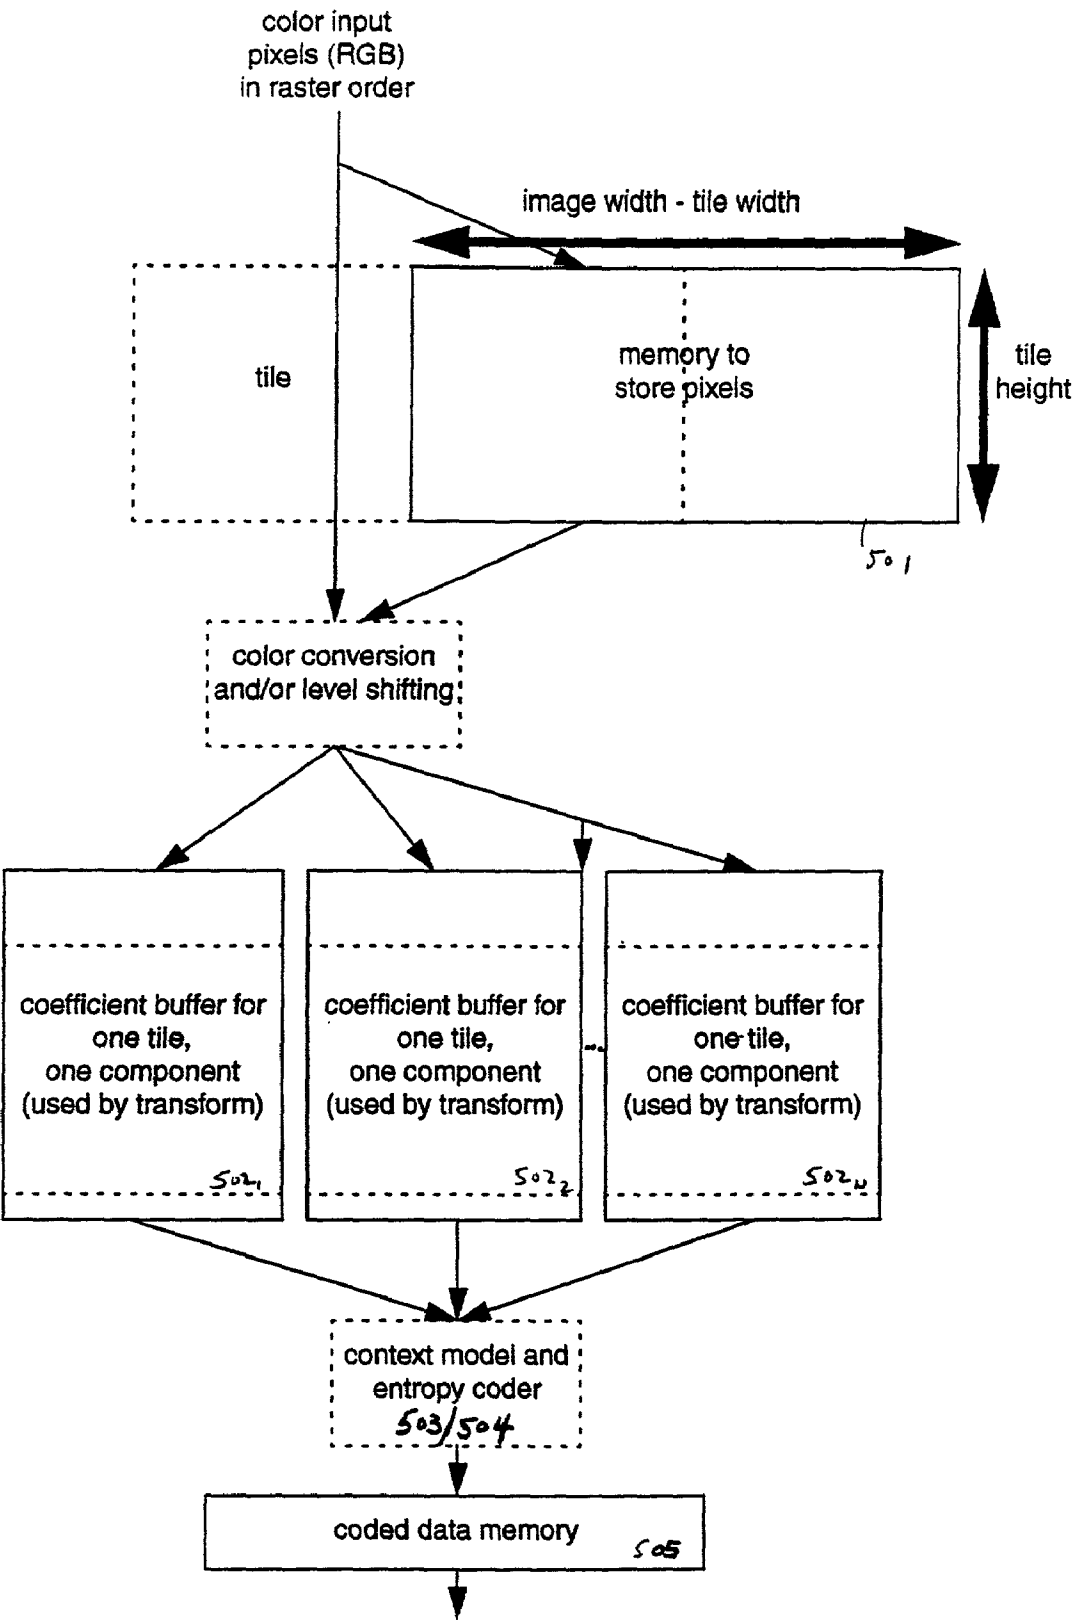 color input
pixels (RGB)
in raster order
image width - tile width
tile
memory to
store pixels
tile
height
501
color conversion
and/or level shifting
coefficient buffer for
one tile,
one component
(used by transform)
502₁
coefficient buffer for
one tile,
one component
(used by transform)
502₂
...
coefficient buffer for
one tile,
one component
(used by transform)
502N
context model and
entropy coder
503/504
coded data memory
505